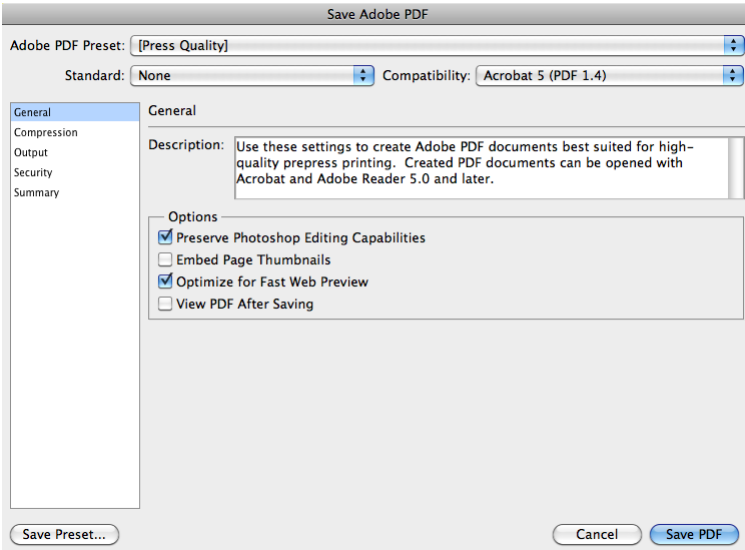 Save Adobe PDF
Adobe PDF Preset: [Press Quality]
Standard: None Compatibility: Acrobat 5 (PDF 1.4)
General
Compression
Output
Security
Summary
General
Description: Use these settings to create Adobe PDF documents best suited for high-
quality prepress printing. Created PDF documents can be opened with
Acrobat and Adobe Reader 5.0 and later.
Options
Preserve Photoshop Editing Capabilities
Embed Page Thumbnails
Optimize for Fast Web Preview
View PDF After Saving
Save Preset... Cancel Save PDF